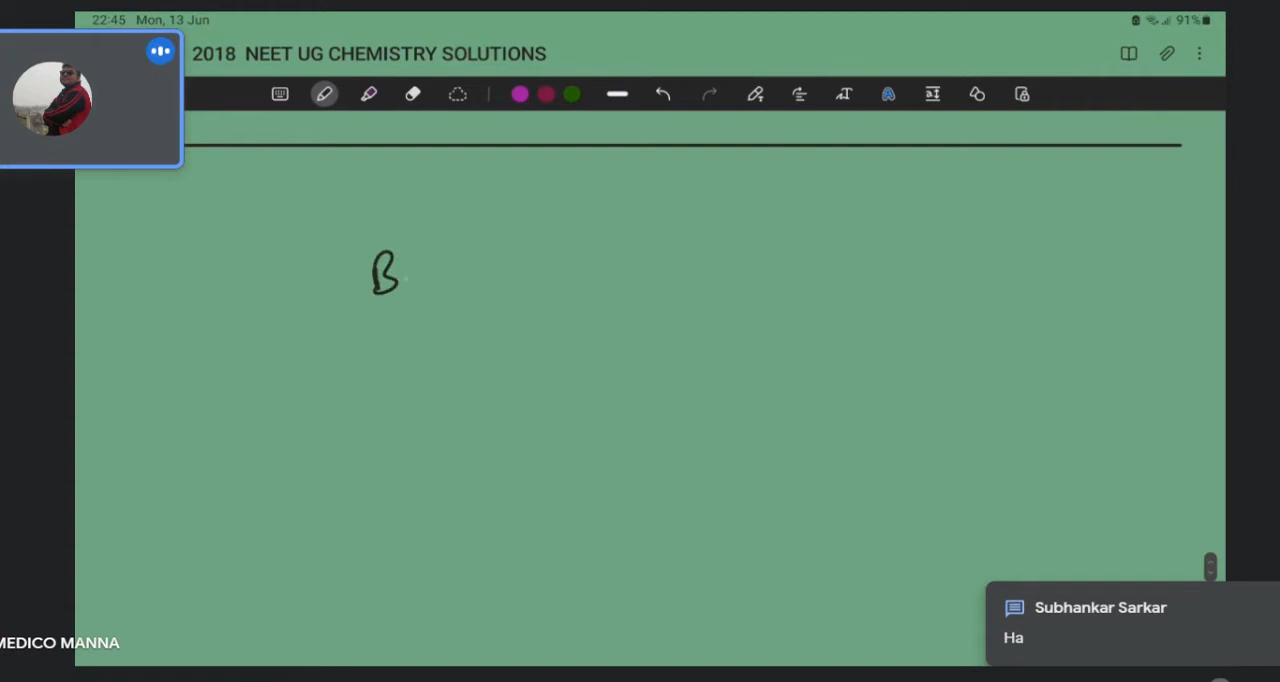 22:45 Mon, 13 Jun
91%
2018 NEET UG CHEMISTRY SOLUTIONS
B
Subhankar Sarkar
Ha
MEDICO MANNA